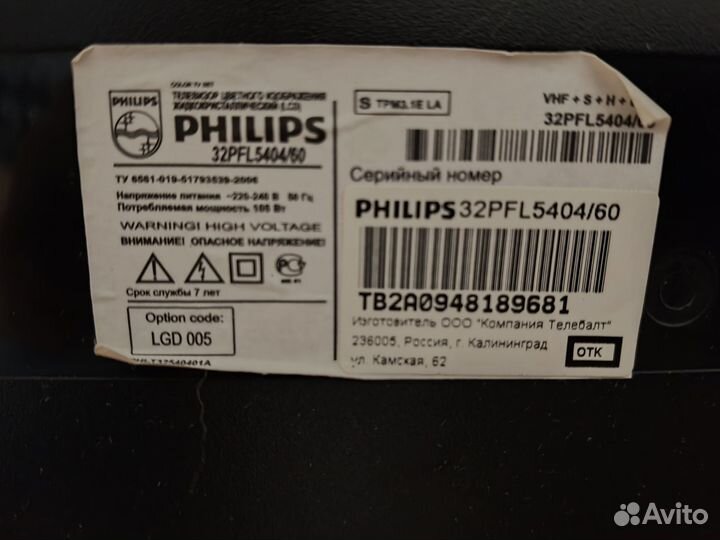 COLOR TV SET
ТЕЛЕВИЗОР ЦВЕТНОГО ИЗОБРАЖЕНИЯ
ЖИДКОКРИСТАЛЛИЧЕСКИЙ (LCD)
PHILIPS
PHILIPS
32PFL5404/60
ТУ 6581-019-51793539-2006
Напряжение питания ~220-240 В 50 Гц
Потребляемая мощность 105 Вт
WARNING! HIGH VOLTAGE
ВНИМАНИЕ! ОПАСНОЕ НАПРЯЖЕНИЕ!
Срок службы 7 лет
Option code:
LGD 005
S TPM3.1E LA
VHF + S + H +
32PFL5404/60
Серийный номер
PHILIPS 32PFL5404/60
TB2A0948189681
Изготовитель ООО "Компания Телебалт"
236005, Россия, г. Калининград
ул. Камская, 62
ОТК
Avito